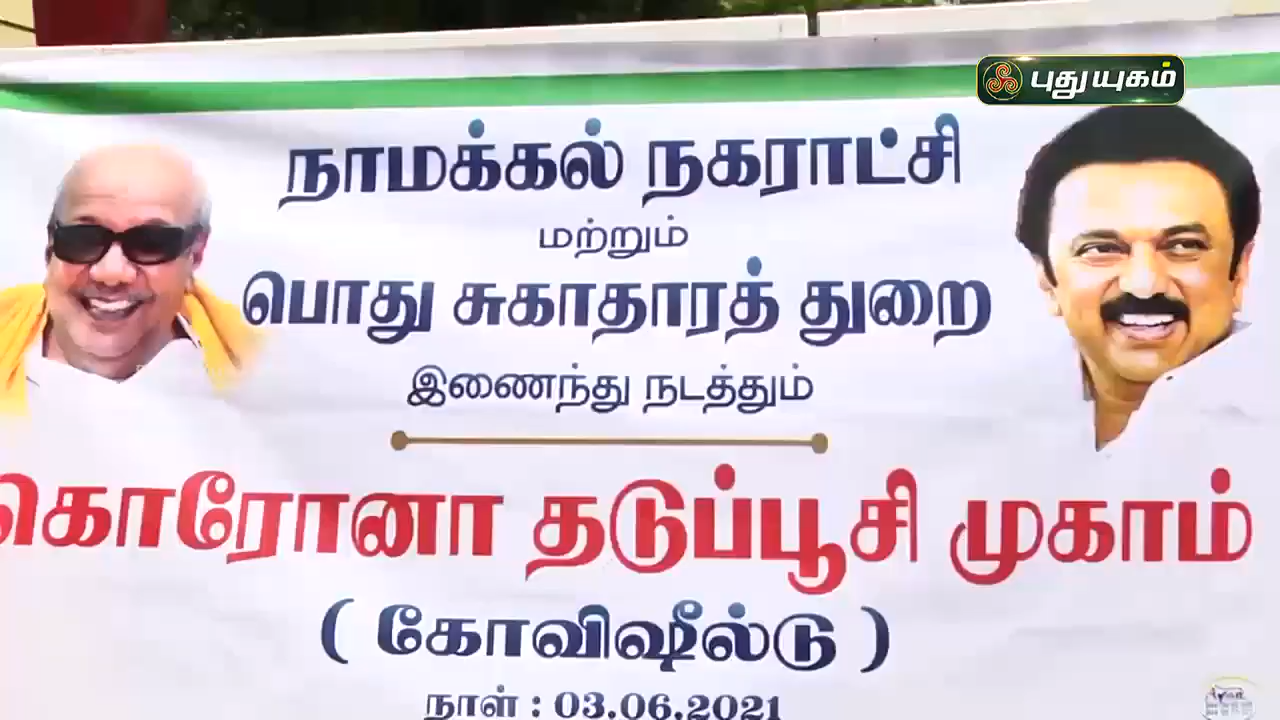 புதுயுகம்
நாமக்கல் நகராட்சி
மற்றும்
பொது சுகாதாரத் துறை
இணைந்து நடத்தும்
கொரோனா தடுப்பூசி முகாம்
( கோவிஷீல்டு )
நாள் : 03.06.2021